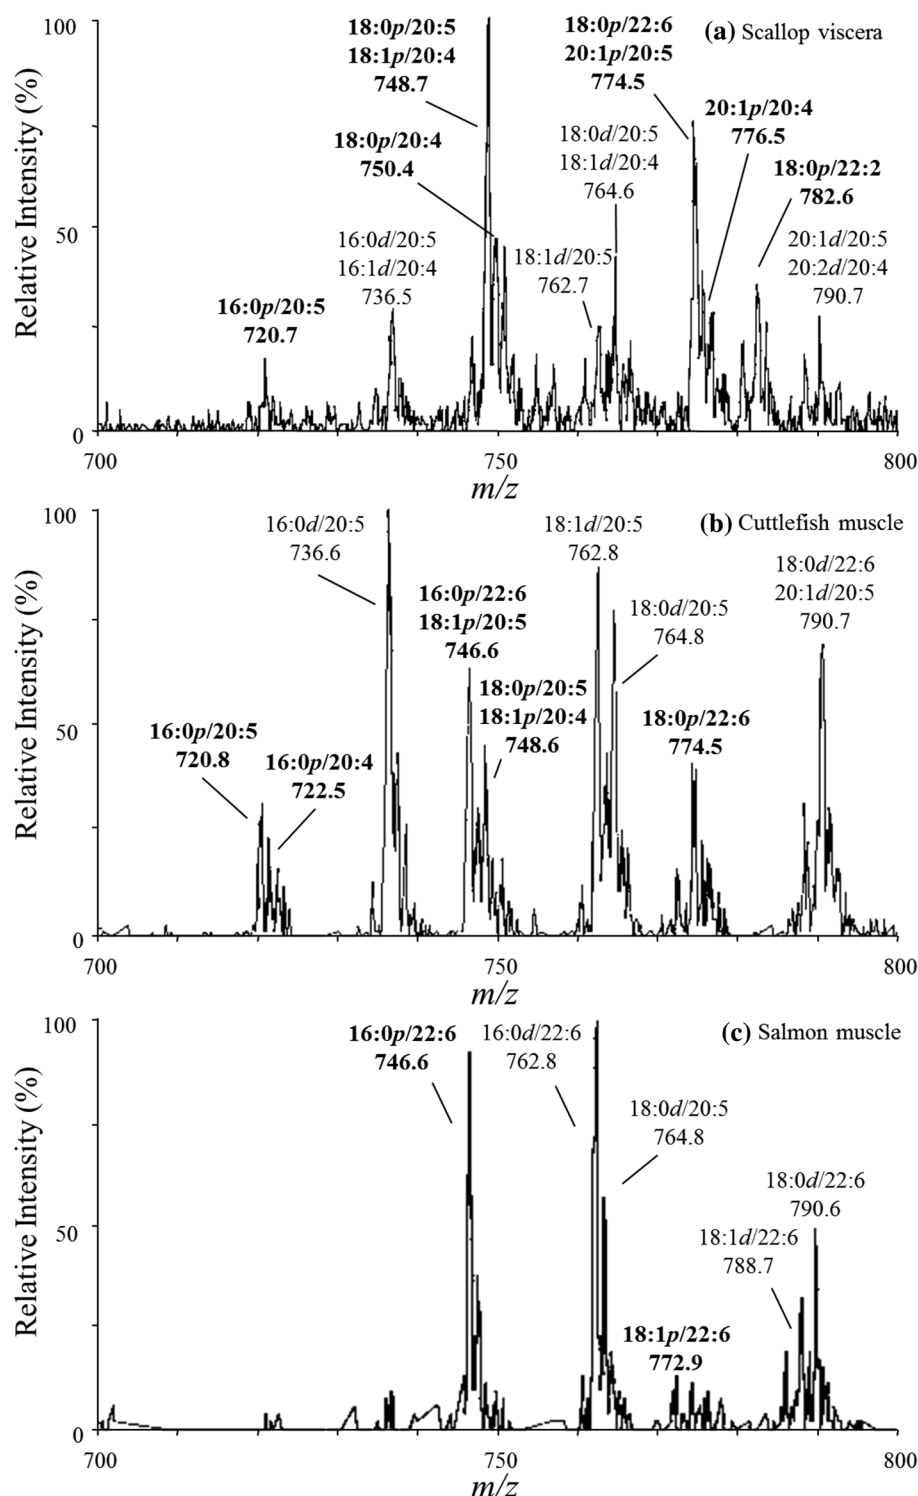 (a) Scallop viscera
Relative Intensity (%)
100
50
0
18:0p/20:5
18:1p/20:4
748.7
18:0p/20:4
750.4
16:0d/20:5
16:1d/20:4
736.5
16:0p/20:5
720.7
18:0p/22:6
20:1p/20:5
774.5
18:0d/20:5
18:1d/20:4
764.6
18:1d/20:5
762.7
20:1p/20:4
776.5
18:0p/22:2
782.6
20:1d/20:5
20:2d/20:4
790.7
700
750
800
m/z
(b) Cuttlefish muscle
Relative Intensity (%)
100
50
0
16:0d/20:5
736.6
16:0p/22:6
18:1p/20:5
746.6
18:0p/20:5
18:1p/20:4
748.6
16:0p/20:5
720.8
16:0p/20:4
722.5
18:1d/20:5
762.8
18:0d/20:5
764.8
18:0p/22:6
774.5
18:0d/22:6
20:1d/20:5
790.7
700
750
800
m/z
(c) Salmon muscle
Relative Intensity (%)
100
50
0
16:0p/22:6
746.6
16:0d/22:6
762.8
18:0d/20:5
764.8
18:0d/22:6
790.6
18:1d/22:6
788.7
18:1p/22:6
772.9
700
750
800
m/z